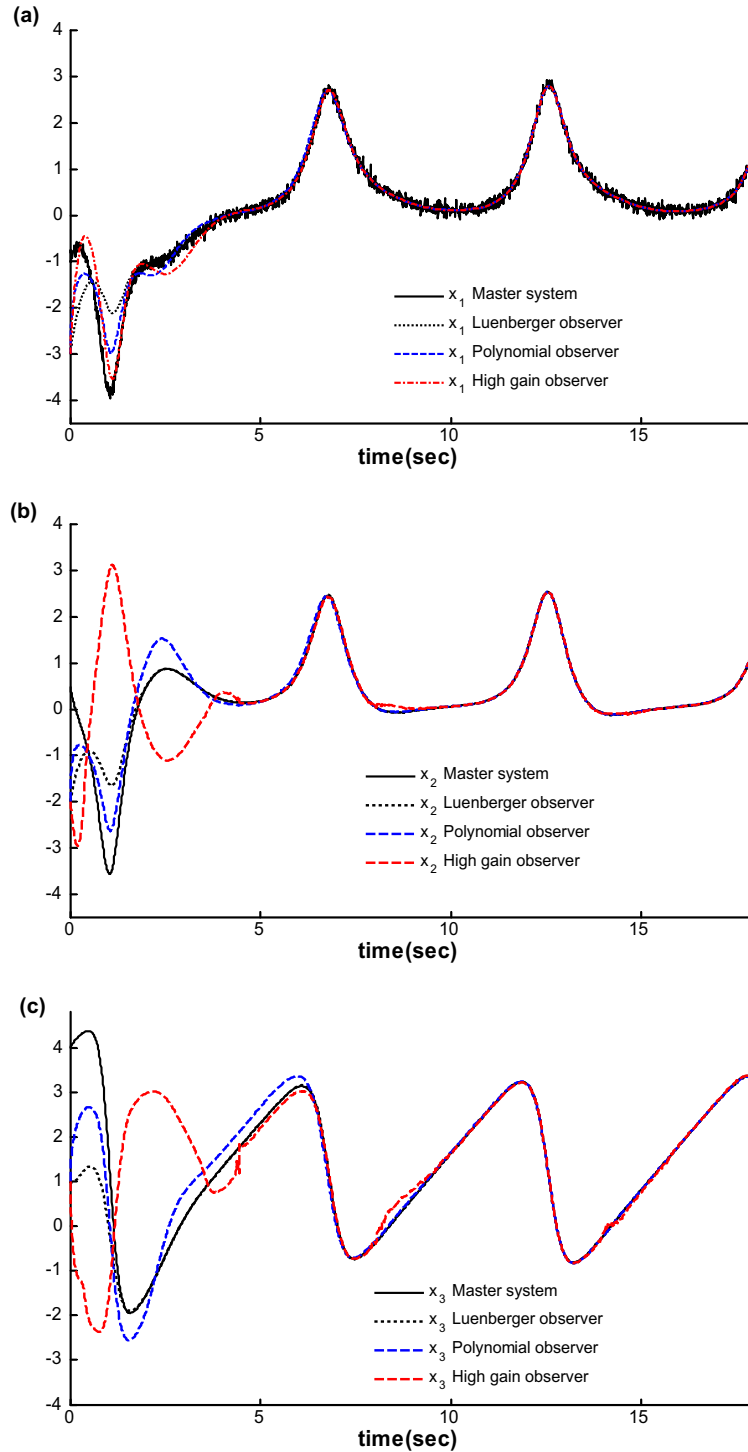 (a)
4
3
2
1
0
-1
-2
-3
-4
x1 Master system
x1 Luenberger observer
x1 Polynomial observer
x1 High gain observer
0 5 10 15
time(sec)
(b)
4
3
2
1
0
-1
-2
-3
-4
x2 Master system
x2 Luenberger observer
x2 Polynomial observer
x2 High gain observer
0 5 10 15
time(sec)
(c)
4
3
2
1
0
-1
-2
-3
-4
x3 Master system
x3 Luenberger observer
x3 Polynomial observer
x3 High gain observer
0 5 10 15
time(sec)